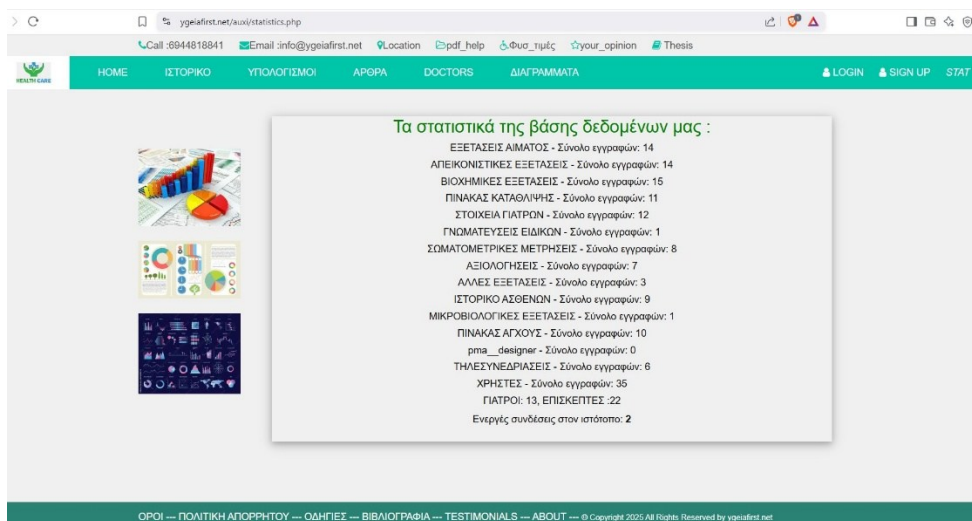 ygeiafirst.net/auxi/statistics.php
Call :6944818841 Email :info@ygeiafirst.net Location pdf_help Φυσ_τιμές your_opinion Thesis
HEALTH CARE HOME ΙΣΤΟΡΙΚΟ ΥΠΟΛΟΓΙΣΜΟΙ ΑΡΘΡΑ DOCTORS ΔΙΑΓΡΑΜΜΑΤΑ LOGIN SIGN UP STAT
Τα στατιστικά της βάσης δεδομένων μας :
ΕΞΕΤΑΣΕΙΣ ΑΙΜΑΤΟΣ - Σύνολο εγγραφών: 14
ΑΠΕΙΚΟΝΙΣΤΙΚΕΣ ΕΞΕΤΑΣΕΙΣ - Σύνολο εγγραφών: 14
ΒΙΟΧΗΜΙΚΕΣ ΕΞΕΤΑΣΕΙΣ - Σύνολο εγγραφών: 15
ΠΙΝΑΚΑΣ ΚΑΤΑΘΛΙΨΗΣ - Σύνολο εγγραφών: 11
ΣΤΟΙΧΕΙΑ ΓΙΑΤΡΩΝ - Σύνολο εγγραφών: 12
ΓΝΩΜΑΤΕΥΣΕΙΣ ΕΙΔΙΚΩΝ - Σύνολο εγγραφών: 1
ΣΩΜΑΤΟΜΕΤΡΙΚΕΣ ΜΕΤΡΗΣΕΙΣ - Σύνολο εγγραφών: 8
ΑΞΙΟΛΟΓΗΣΕΙΣ - Σύνολο εγγραφών: 7
ΑΛΛΕΣ ΕΞΕΤΑΣΕΙΣ - Σύνολο εγγραφών: 3
ΙΣΤΟΡΙΚΟ ΑΣΘΕΝΩΝ - Σύνολο εγγραφών: 9
ΜΙΚΡΟΒΙΟΛΟΓΙΚΕΣ ΕΞΕΤΑΣΕΙΣ - Σύνολο εγγραφών: 1
ΠΙΝΑΚΑΣ ΑΓΧΟΥΣ - Σύνολο εγγραφών: 10
pma__designer - Σύνολο εγγραφών: 0
ΤΗΛΕΣΥΝΕΔΡΙΑΣΕΙΣ - Σύνολο εγγραφών: 6
ΧΡΗΣΤΕΣ - Σύνολο εγγραφών: 35
ΓΙΑΤΡΟΙ: 13, ΕΠΙΣΚΕΠΤΕΣ :22
Ενεργές συνδέσεις στον ιστότοπο: 2
ΟΡΟΙ --- ΠΟΛΙΤΙΚΗ ΑΠΟΡΡΗΤΟΥ --- ΟΔΗΓΙΕΣ --- ΒΙΒΛΙΟΓΡΑΦΙΑ --- TESTIMONIALS --- ABOUT --- © Copyright 2025 All Rights Reserved by ygeiafirst.net